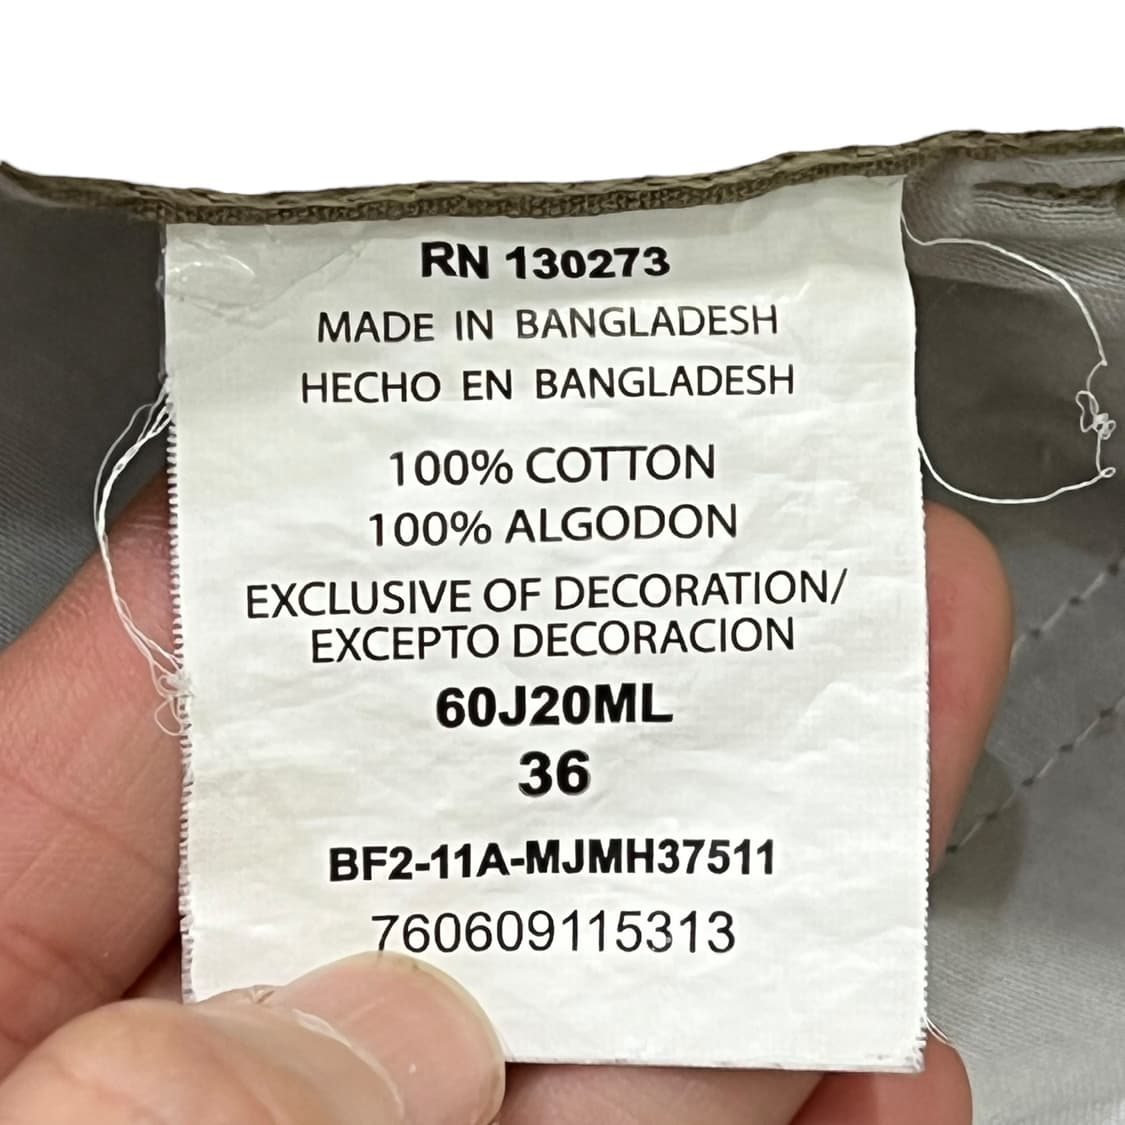 RN 130273
MADE IN BANGLADESH
HECHO EN BANGLADESH
100% COTTON
100% ALGODON
EXCLUSIVE OF DECORATION/
EXCEPTO DECORACION
60J20ML
36
BF2-11A-MJMH37511
760609115313